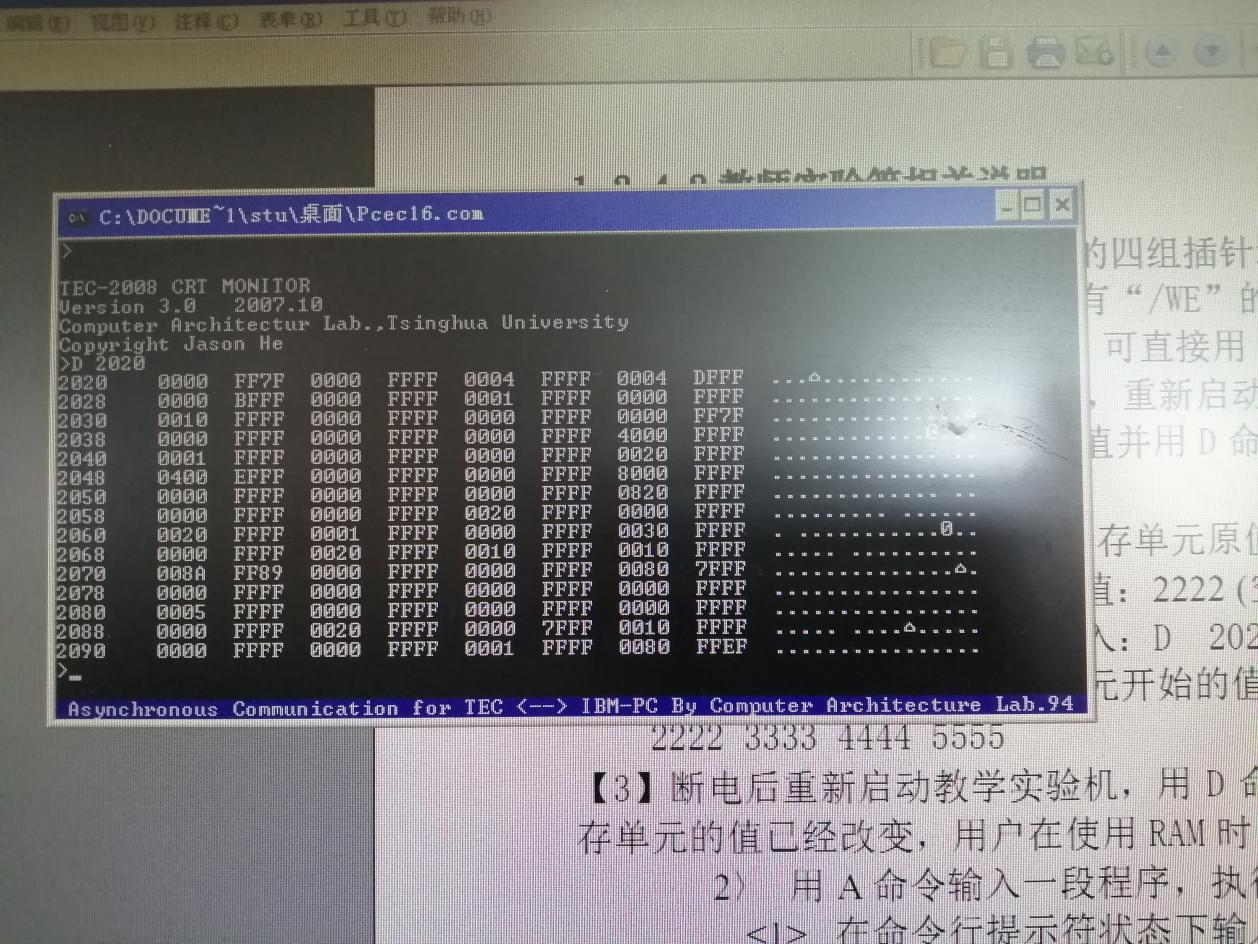 编辑(E) 视图(V) 注释(C) 表单(R) 工具(T) 帮助(H)
C:\DOCUME~1\stu\桌面\Pcec16.com
>
TEC-2008 CRT MONITOR
Version 3.0 2007.10
Computer Architectur Lab.,Tsinghua University
Copyright Jason He
>D 2020
2020 0000 FF7F 0000 FFFF 0004 FFFF 0004 DFFF ...⌂............
2028 0000 BFFF 0000 FFFF 0001 FFFF 0000 FFFF ................
2030 0010 FFFF 0000 FFFF 0000 FFFF 0000 FF7F
2038 0000 FFFF 0000 FFFF 0000 FFFF 4000 FFFF ............@...
2040 0001 FFFF 0000 FFFF 0000 FFFF 0020 FFFF
2048 0400 EFFF 0000 FFFF 0000 FFFF 8000 FFFF ................
2050 0000 FFFF 0000 FFFF 0000 FFFF 0820 FFFF ............. ..
2058 0000 FFFF 0000 FFFF 0020 FFFF 0000 FFFF ......... ......
2060 0020 FFFF 0001 FFFF 0000 FFFF 0030 FFFF . ...........0..
2068 0000 FFFF 0020 FFFF 0010 FFFF 0010 FFFF ..... ..........
2070 008A FF89 0000 FFFF 0000 FFFF 0080 7FFF ..............⌂.
2078 0000 FFFF 0000 FFFF 0000 FFFF 0000 FFFF ................
2080 0005 FFFF 0000 FFFF 0000 FFFF 0000 FFFF ................
2088 0000 FFFF 0020 FFFF 0000 7FFF 0010 FFFF ..... ....⌂.....
2090 0000 FFFF 0000 FFFF 0001 FFFF 0080 FFEF ................
>_
Asynchronous Communication for TEC <--> IBM-PC By Computer Architecture Lab.94
的四组插针
有“/WE”的
可直接用
，重新启动
值并用 D 命
存单元原值
值：2222
入：D 202
元开始的值
2222 3333 4444 5555
【3】断电后重新启动教学实验机，用 D 命
存单元的值已经改变，用户在使用 RAM 时
2） 用 A 命令输入一段程序，执行
<1> 在命令行提示符状态下输